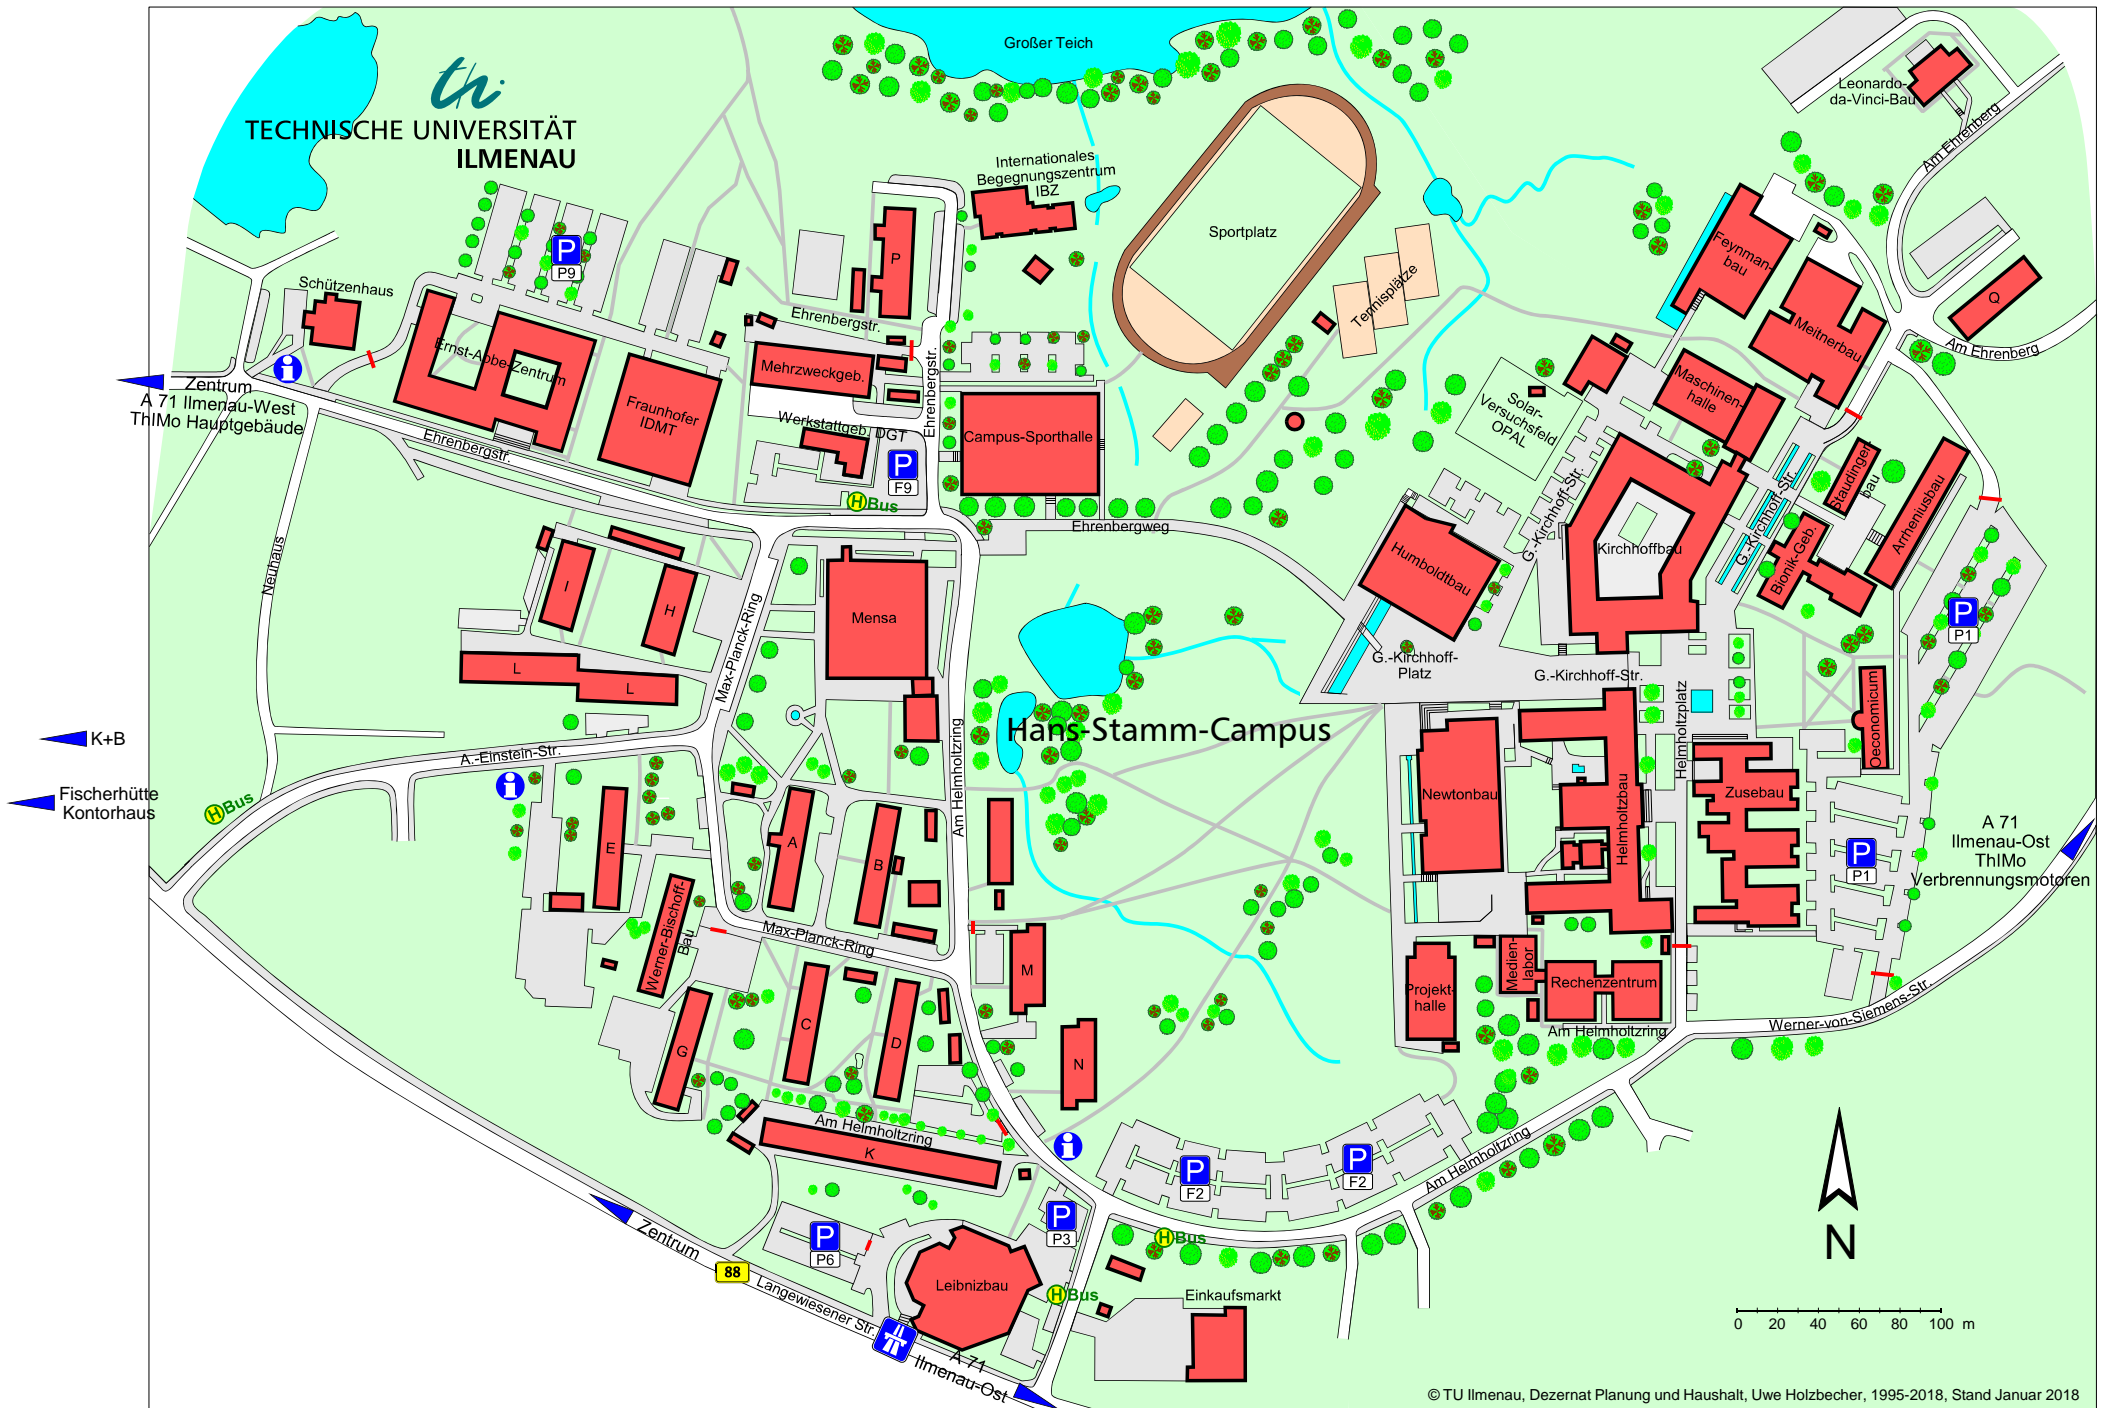 Großer Teich
TECHNISCHE UNIVERSITÄT
ILMENAU
Leonardo-
da-Vinci-Bau
Am Ehrenberg
Internationales
Begegnungszentrum
IBZ
Sportplatz
Tennisplätze
Feynman-
bau
Meitnerbau
Q
Am Ehrenberg
P
P9
Schützenhaus
P
Ehrenbergstr.
Ernst-Abbe-Zentrum
Fraunhofer
IDMT
Mehrzweckgeb.
Werkstattgeb. DGT
Ehrenbergstr.
Campus-Sporthalle
P
F9
H Bus
Ehrenbergweg
Zentrum
A 71 Ilmenau-West
ThIMo Hauptgebäude
Ehrenbergstr.
Neuhaus
Maschinen-
halle
Solar-
Versuchsfeld
OPAL
G.-Kirchhoff-Str.
Kirchhoffbau
G.-Kirchhoff-Str.
Staudinger-
bau
Arrheniusbau
Bionik-Geb.
Humboldtbau
P
P1
I
H
L
L
Max-Planck-Ring
Mensa
G.-Kirchhoff-
Platz
G.-Kirchhoff-Str.
Helmholtzplatz
Oeconomicum
Hans-Stamm-Campus
K+B
Fischerhütte
Kontorhaus
A.-Einstein-Str.
H Bus
Am Helmholtzring
Newtonbau
Helmholtzbau
Zusebau
P
P1
A 71
Ilmenau-Ost
ThIMo
Verbrennungsmotoren
E
A
B
Werner-Bischoff-
Bau
Max-Planck-Ring
M
Projekt-
halle
Medien-
labor
Rechenzentrum
Am Helmholtzring
Werner-von-Siemens-Str.
G
C
D
N
Am Helmholtzring
K
P
F2
P
F2
Am Helmholtzring
P
P3
P
P6
H Bus
H Bus
Leibnizbau
Einkaufsmarkt
Zentrum
88
Langewiesener Str.
A 71
Ilmenau-Ost
N
0 20 40 60 80 100 m
© TU Ilmenau, Dezernat Planung und Haushalt, Uwe Holzbecher, 1995-2018, Stand Januar 2018